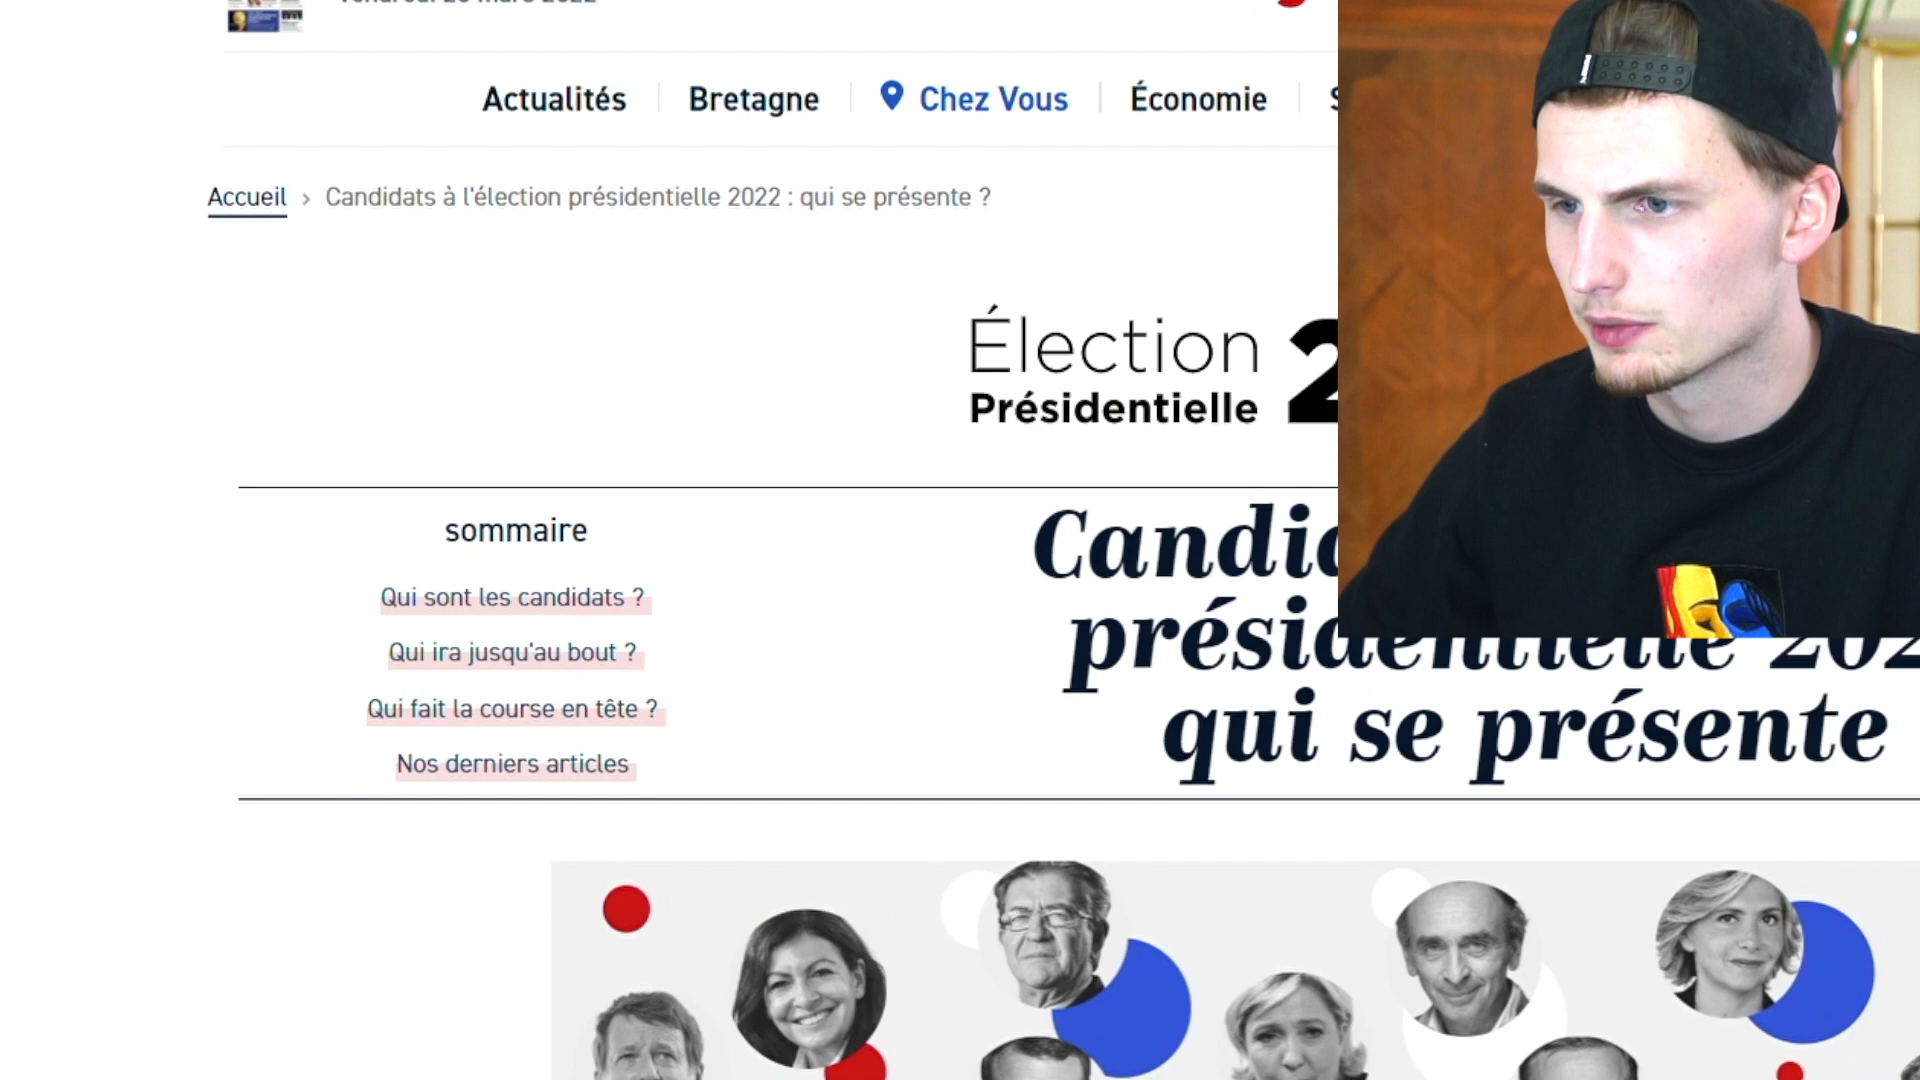 Actualités
Bretagne
Chez Vous
Économie
Accueil › Candidats à l'élection présidentielle 2022 : qui se présente ?
Élection
Présidentielle
sommaire
Qui sont les candidats ?
Qui ira jusqu'au bout ?
Qui fait la course en tête ?
Nos derniers articles
qui se présente